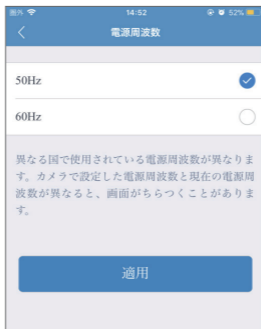 圏外 14:52 52%
電源周波数
50Hz
60Hz
異なる国で使用されている電源周波数が異なりま
す。カメラで設定した電源周波数と現在の電源周
波数が異なると、画面がちらつくことがありま
す。
適用